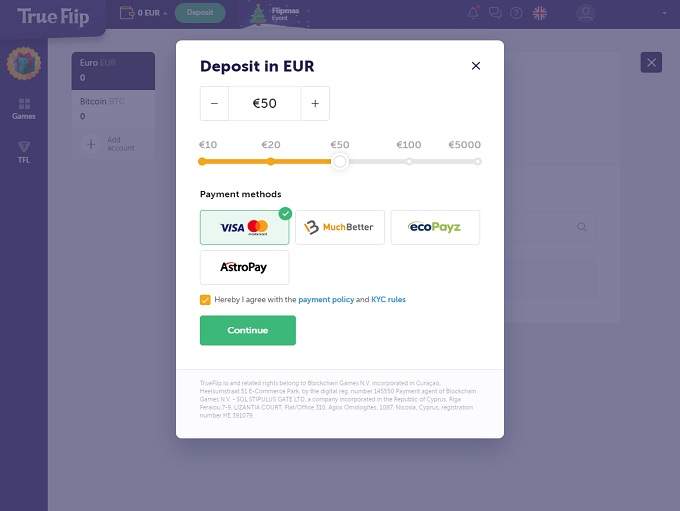 TrueFlip
0 EUR
Deposit
Flipmas
Event
Euro EUR
0
Bitcoin BTC
0
Add
account
Games
TFL
Deposit in EUR
€50
€10 €20 €50 €100 €5000
Payment methods
VISA mastercard
MuchBetter
ecoPayz
AstroPay
Hereby I agree with the payment policy and KYC rules
Continue
TrueFlip.io and related rights belong to Blockchain Games N.V. incorporated in Curaçao,
Heelsumstraat 51 E-Commerce Park, by the digital reg. number 145550 Payment agent of Blockchain
Games N.V. - SGL STIPULUS GATE LTD, a company incorporated in the Republic of Cyprus, Riga
Feraiou,7-9, LIZANTIA COURT, Flat/Office 310, Agioi Omologites, 1087, Nicosia, Cyprus, registration
number HE 391079.